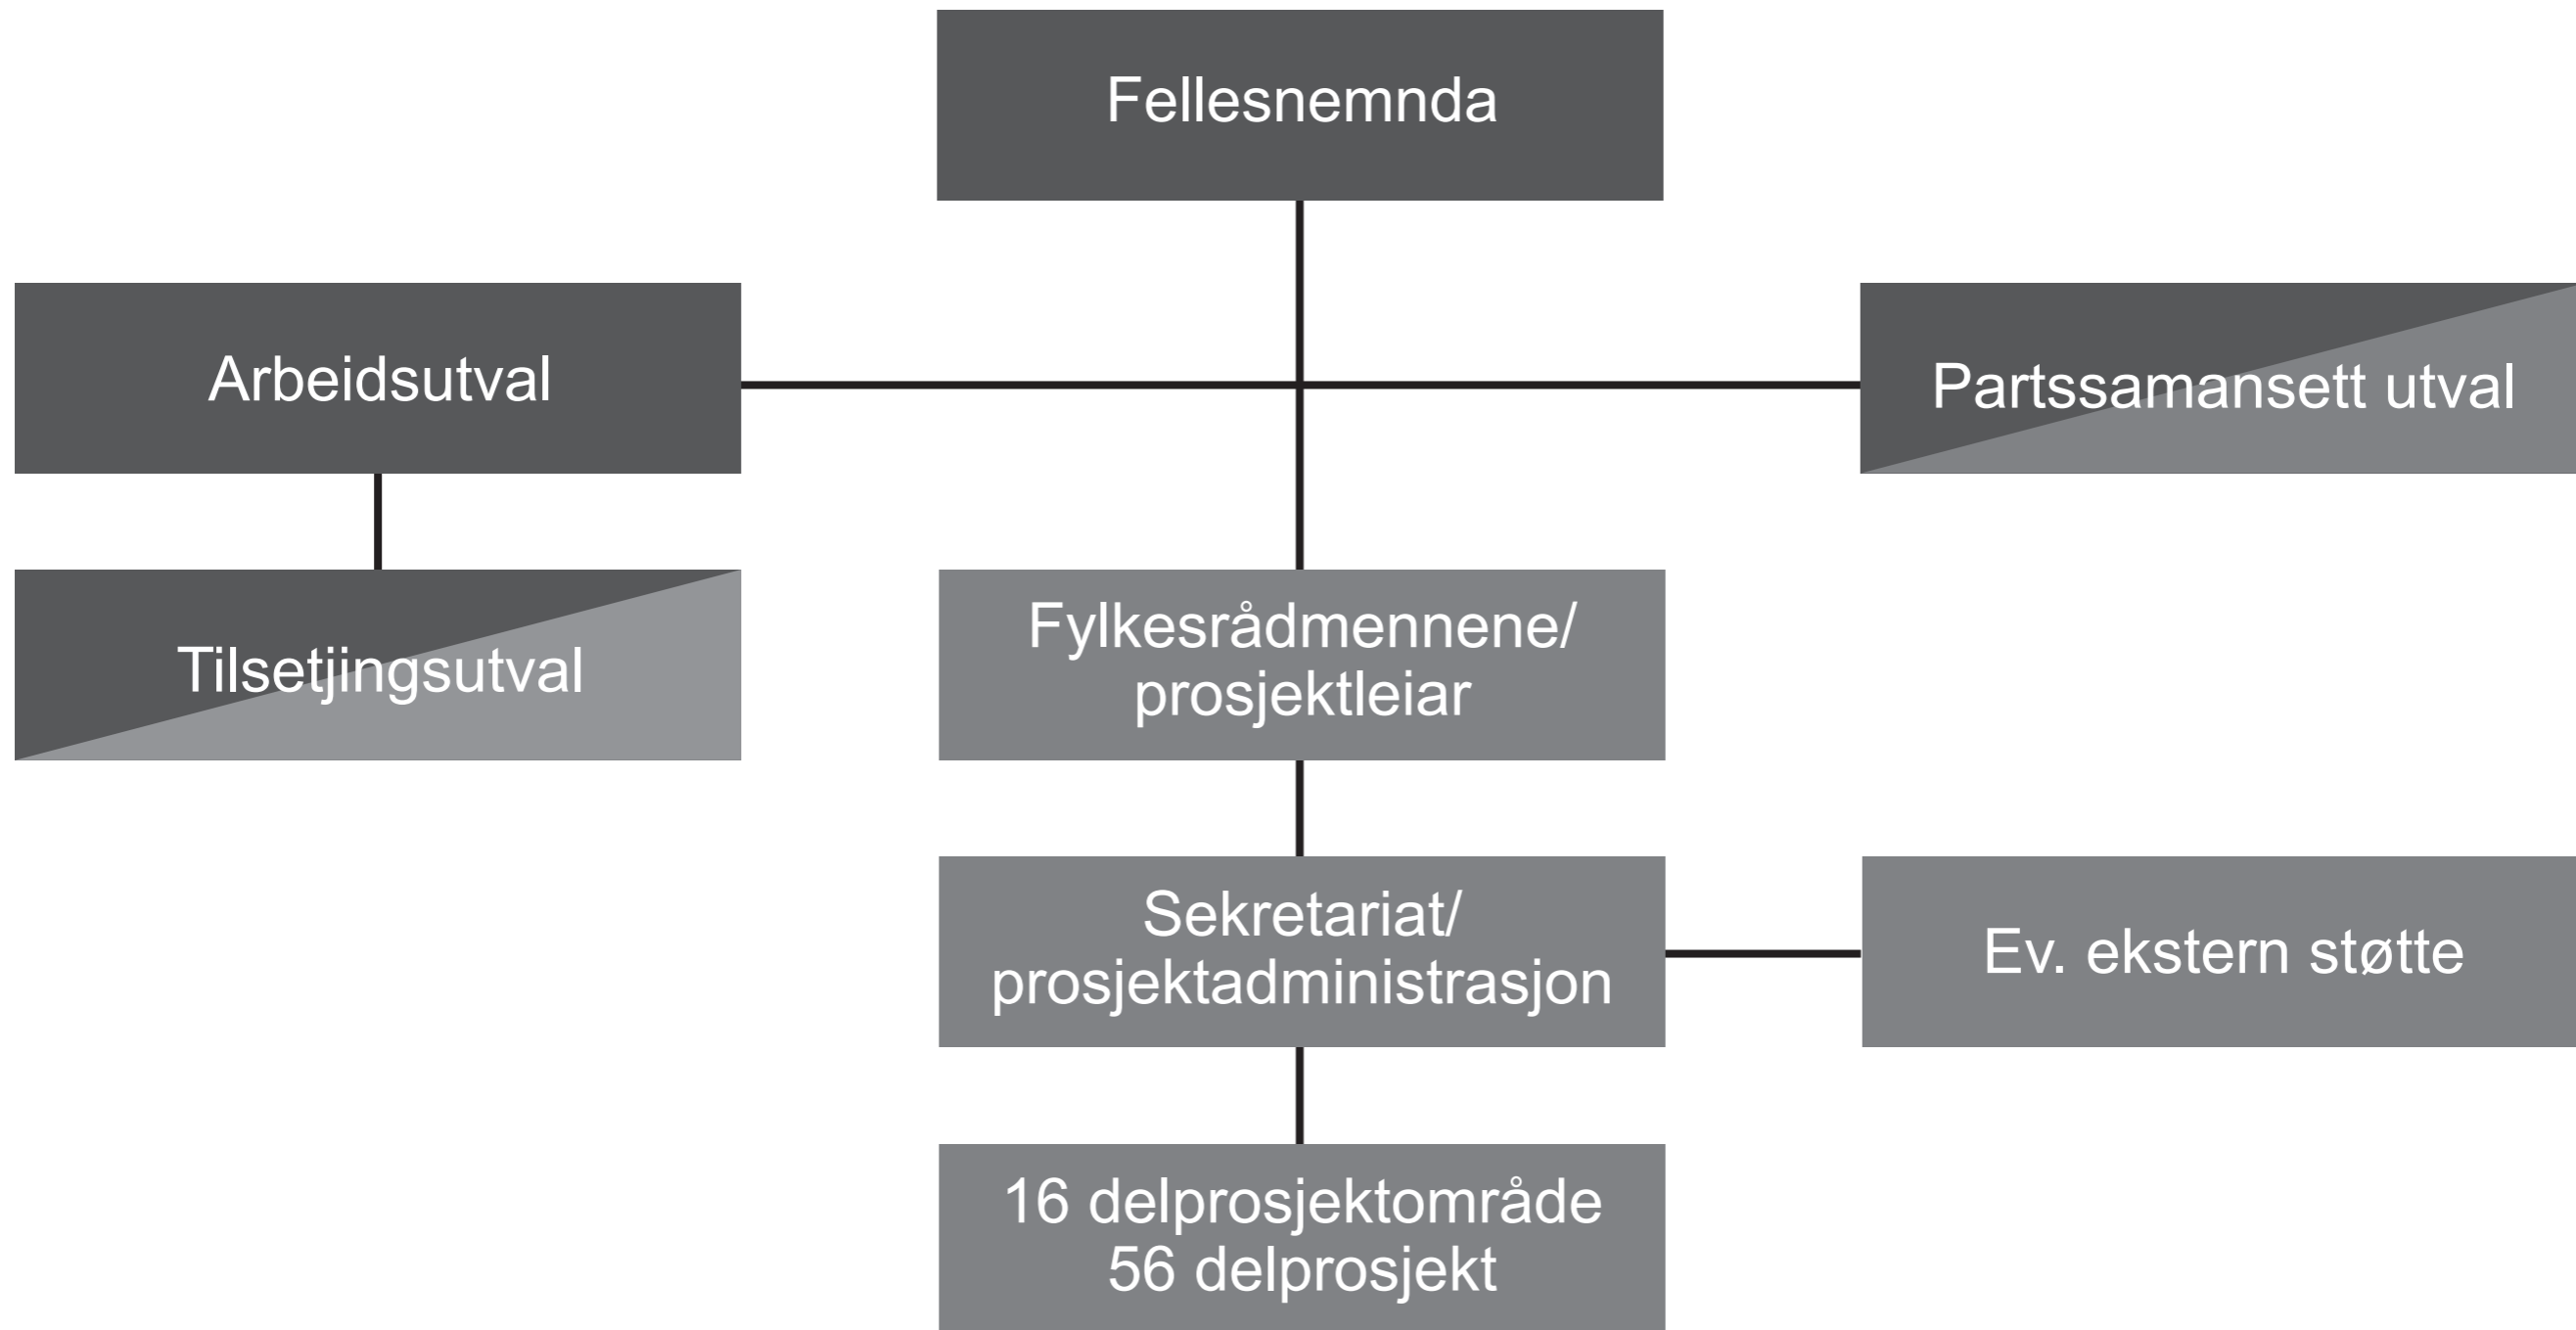 Fellesnemnda
Arbeidsutval
Partssamansett utval
Tilsetjingsutval
Fylkesrådmennene/
prosjektleiar
Sekretariat/
prosjektadministrasjon
Ev. ekstern støtte
16 delprosjektområde
56 delprosjekt